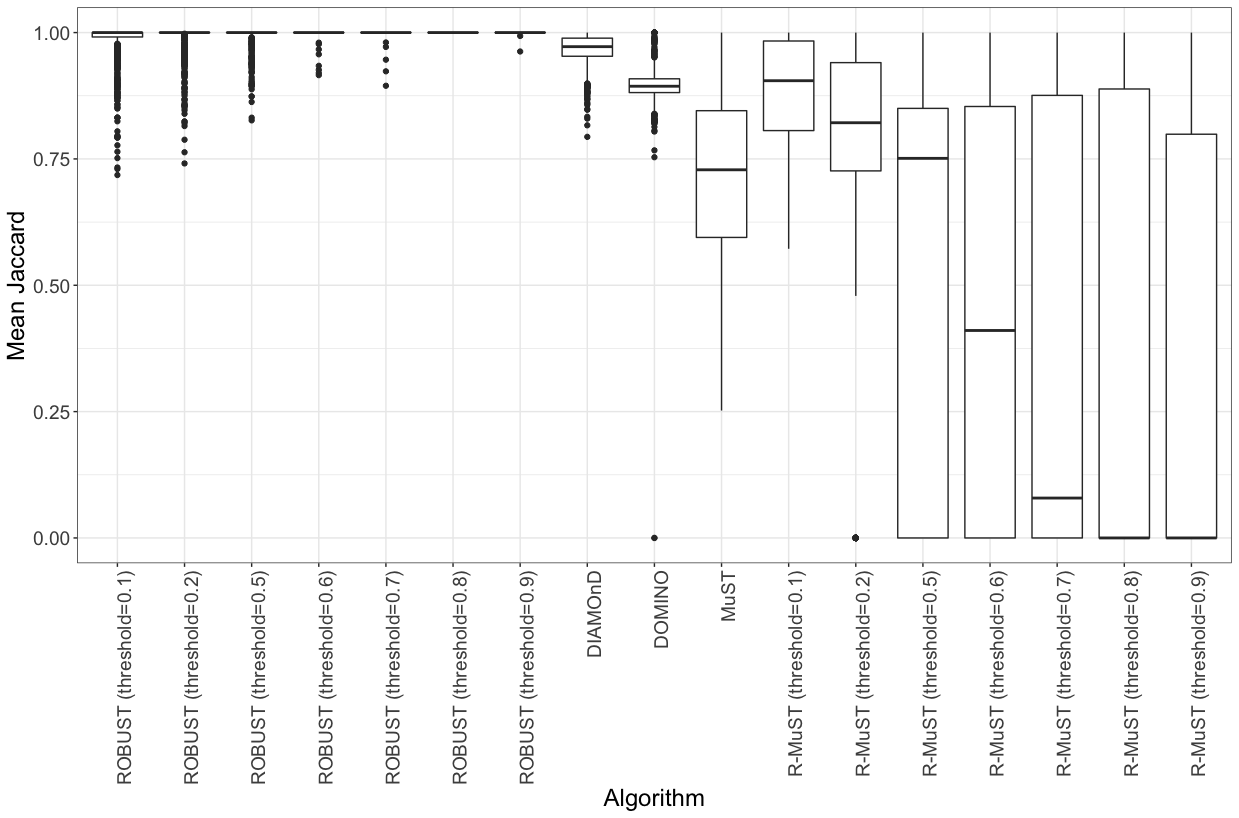 Mean Jaccard
1.00
0.75
0.50
0.25
0.00
ROBUST (threshold=0.1)
ROBUST (threshold=0.2)
ROBUST (threshold=0.5)
ROBUST (threshold=0.6)
ROBUST (threshold=0.7)
ROBUST (threshold=0.8)
ROBUST (threshold=0.9)
DIAMOnD
DOMINO
MuST
R-MuST (threshold=0.1)
R-MuST (threshold=0.2)
R-MuST (threshold=0.5)
R-MuST (threshold=0.6)
R-MuST (threshold=0.7)
R-MuST (threshold=0.8)
R-MuST (threshold=0.9)
Algorithm